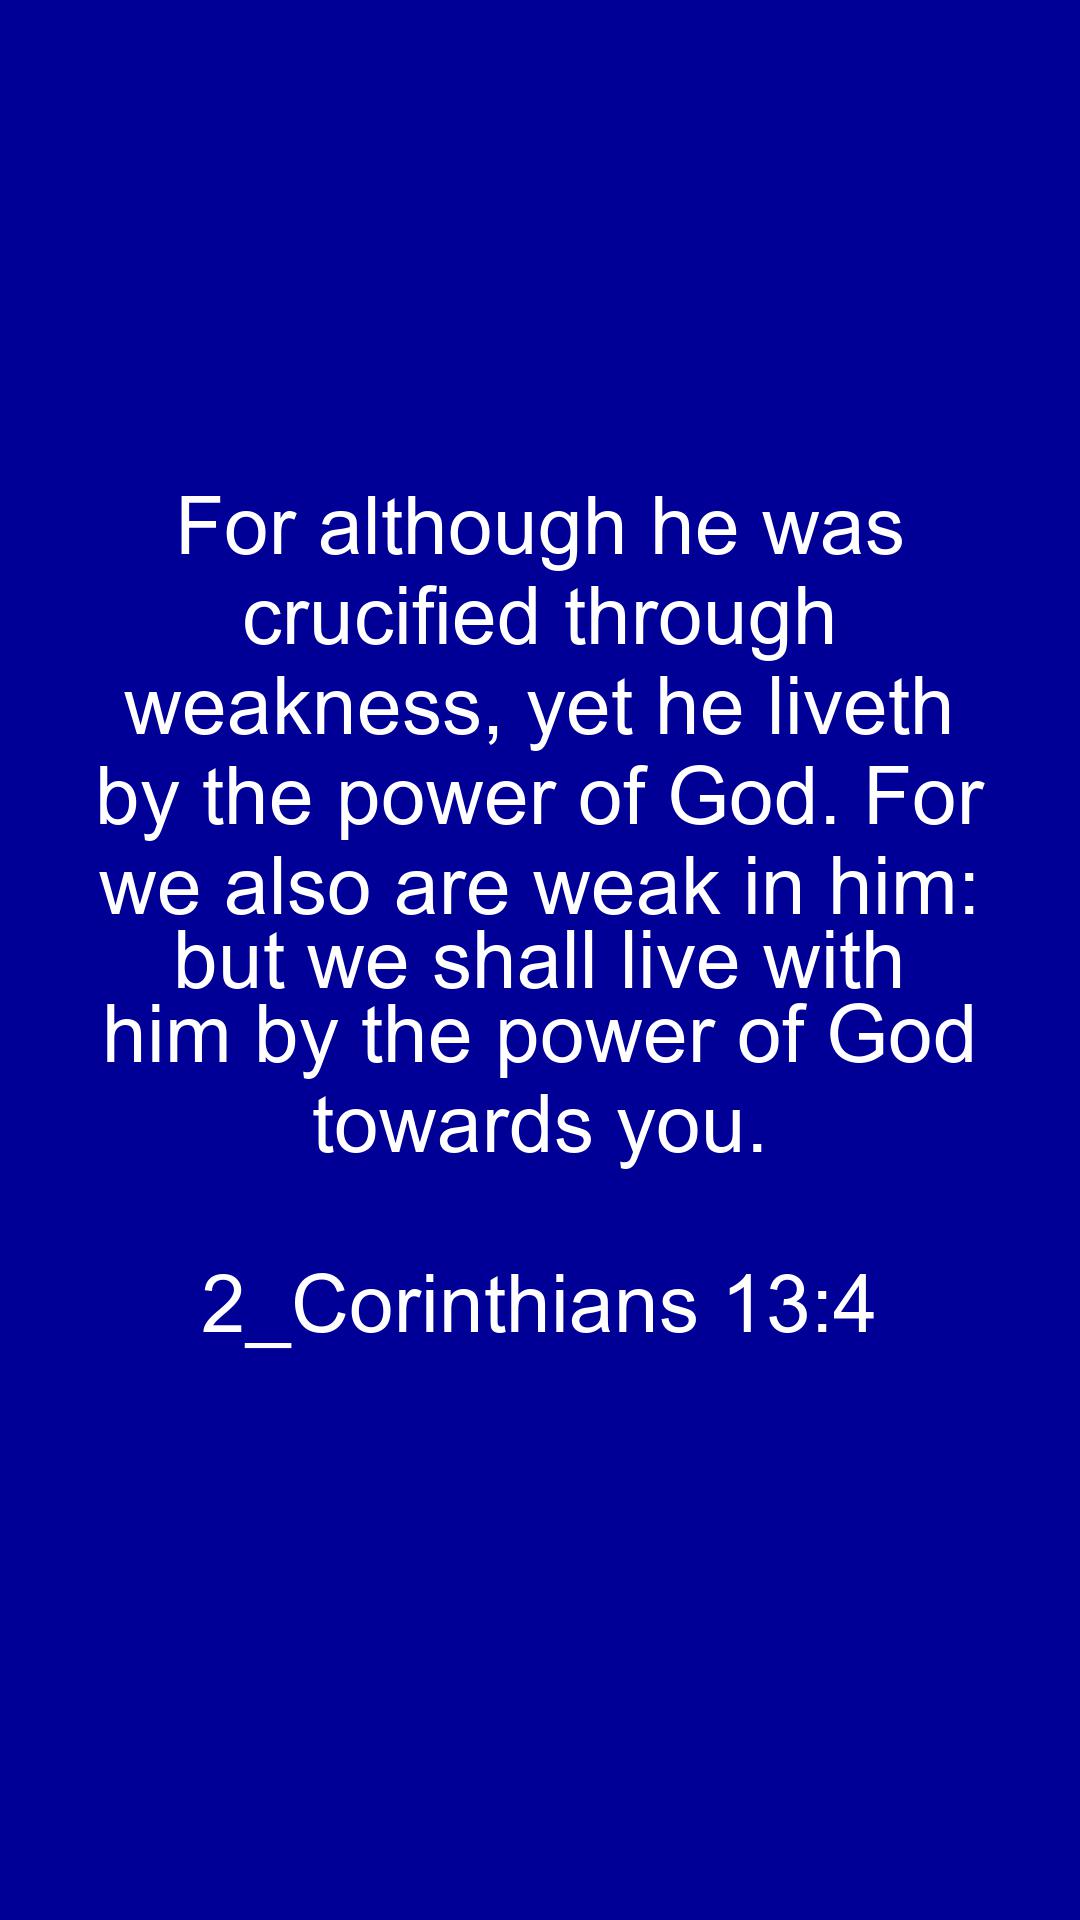 For although he was
crucified through
weakness, yet he liveth
by the power of God. For
we also are weak in him:
but we shall live with
him by the power of God
towards you.
2_Corinthians 13:4